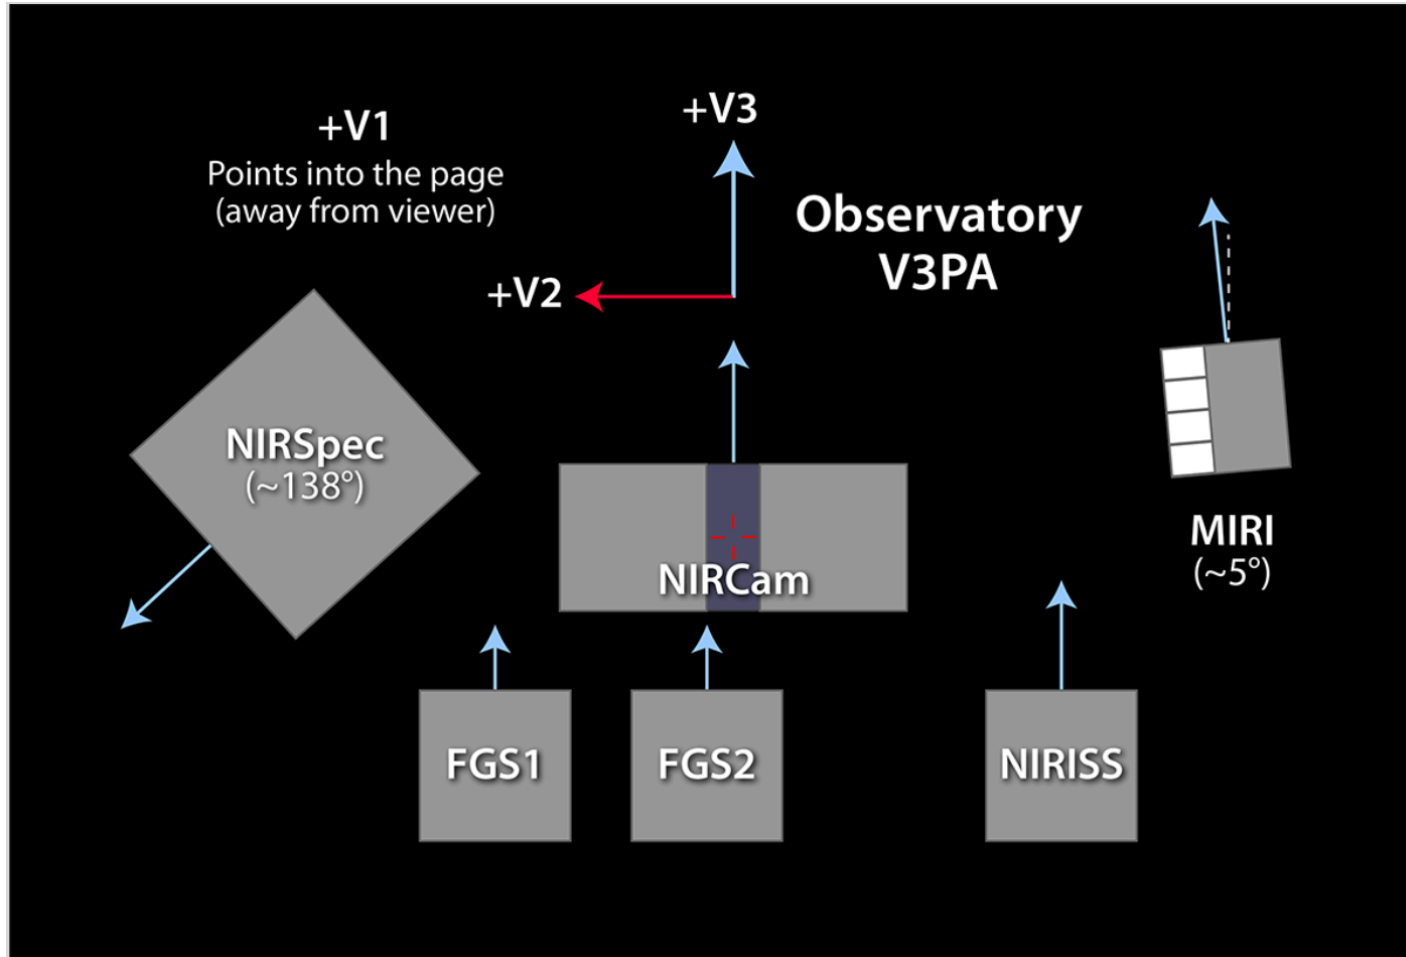 +V1
Points into the page
(away from viewer)
+V3
Observatory
V3PA
+V2
NIRSpec
(~138°)
NIRCam
MIRI
(~5°)
FGS1
FGS2
NIRISS